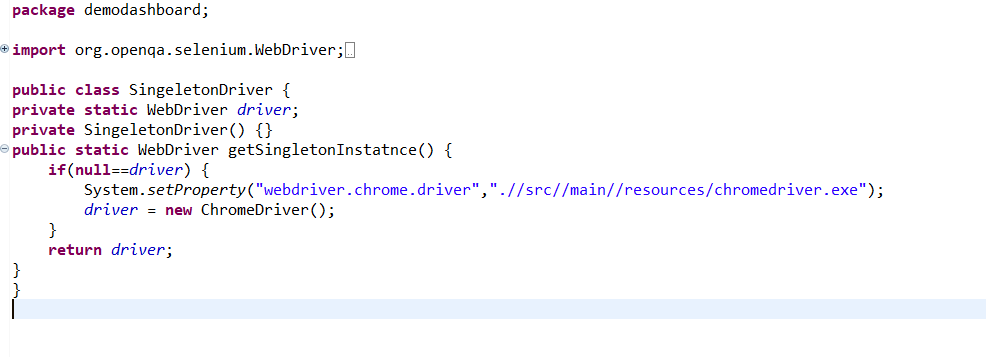 package demodashboard;
import org.openqa.selenium.WebDriver;
public class SingeletonDriver {
private static WebDriver driver;
private SingeletonDriver() {}
public static WebDriver getSingletonInstatnce() {
if(null==driver) {
System.setProperty("webdriver.chrome.driver",".//src//main//resources/chromedriver.exe");
driver = new ChromeDriver();
}
return driver;
}
}